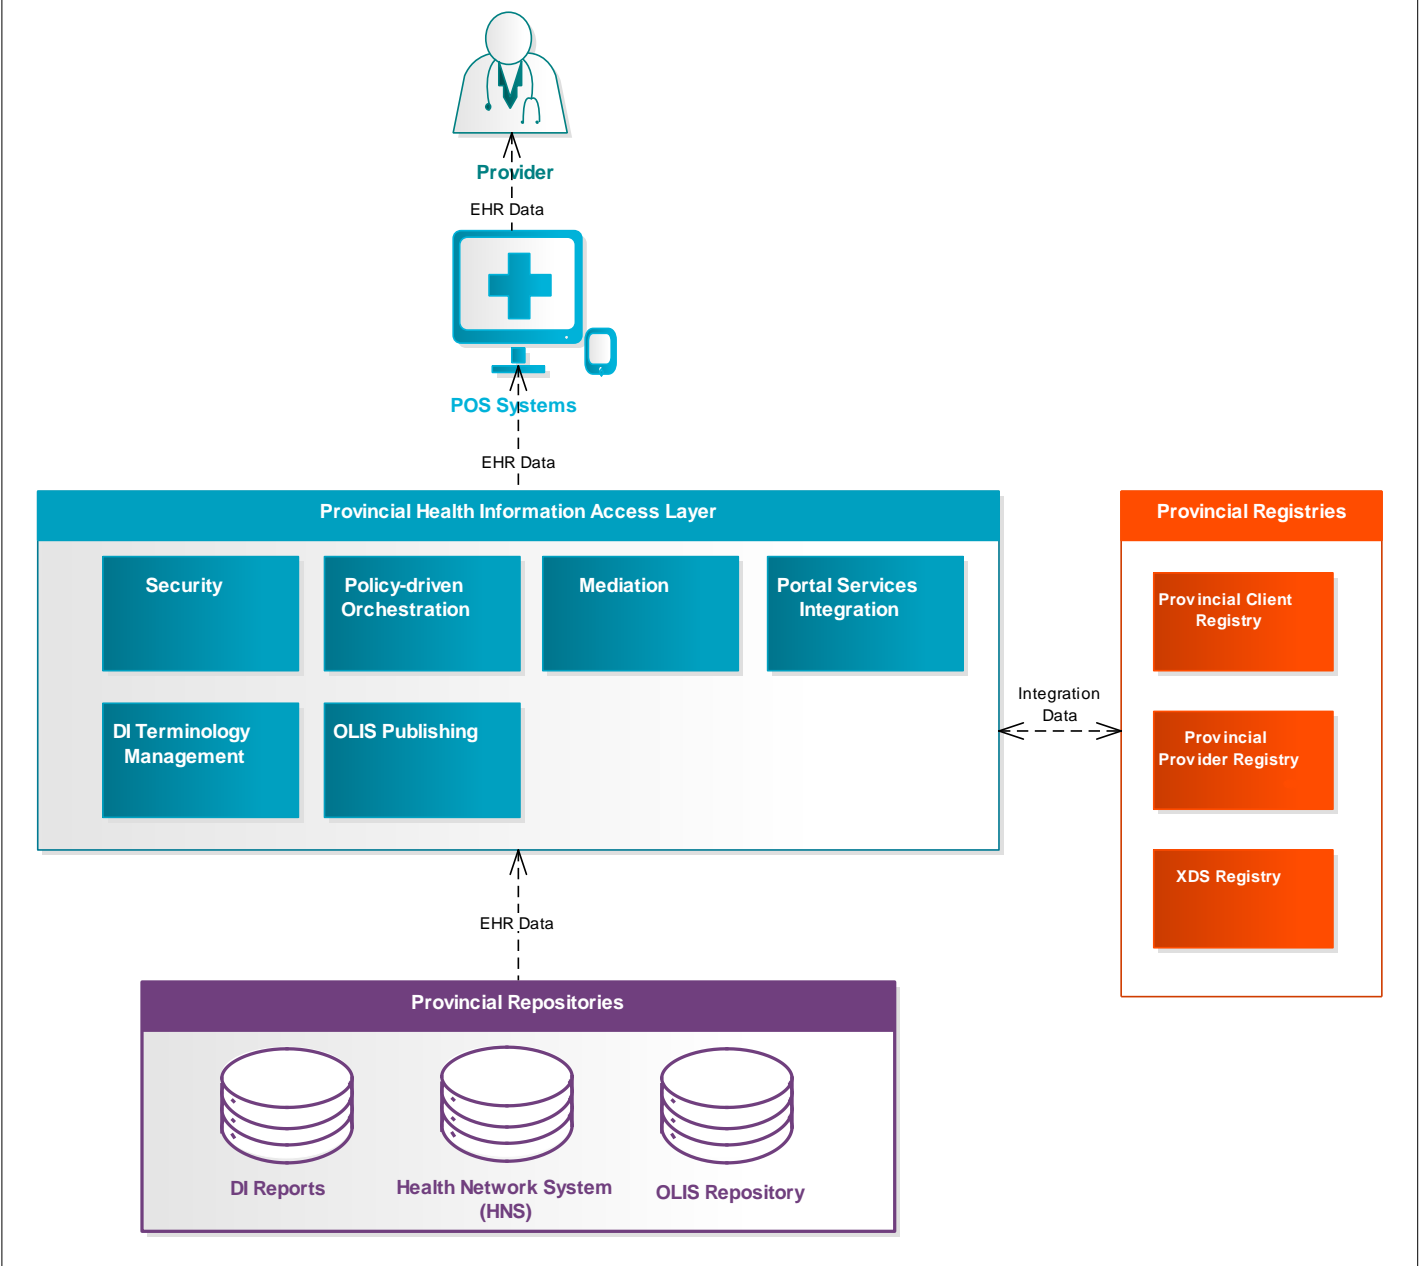 Provider
EHR Data
POS Systems
EHR Data
Provincial Health Information Access Layer
Security
Policy-driven
Orchestration
Mediation
Portal Services
Integration
DI Terminology
Management
OLIS Publishing
Integration
Data
Provincial Registries
Provincial Client
Registry
Provincial
Provider Registry
XDS Registry
EHR Data
Provincial Repositories
DI Reports
Health Network System
(HNS)
OLIS Repository